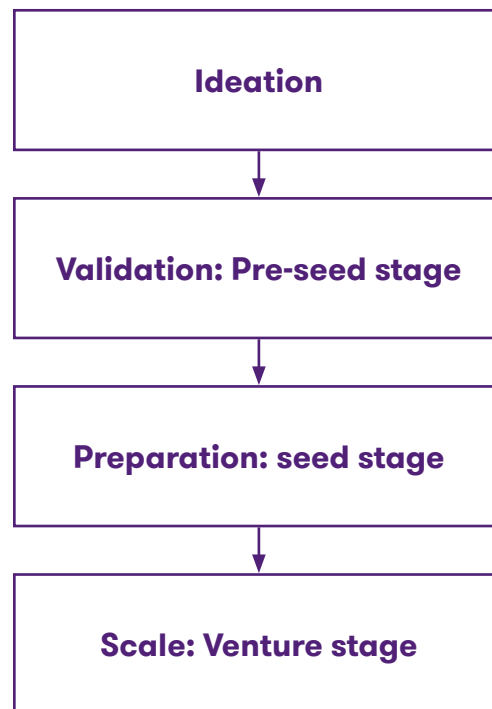 Ideation
Validation: Pre-seed stage
Preparation: seed stage
Scale: Venture stage